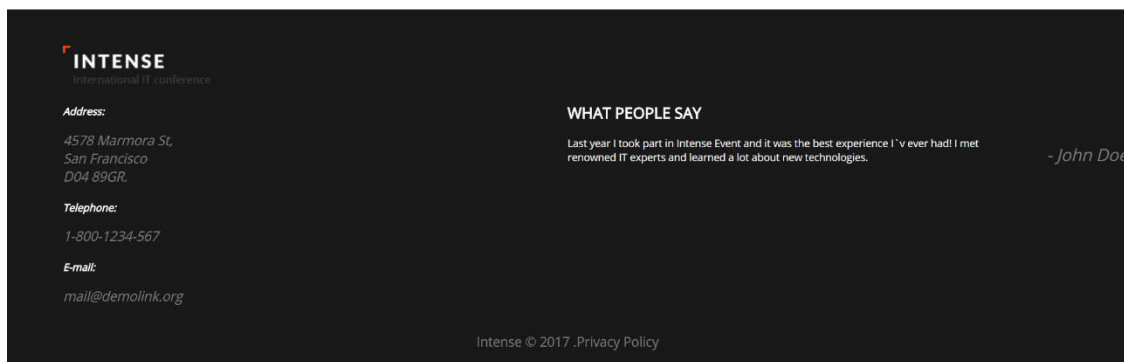 INTENSE
International IT conference
Address:
4578 Marmora St,
San Francisco
D04 89GR.
Telephone:
1-800-1234-567
E-mail:
mail@demolink.org
WHAT PEOPLE SAY
Last year I took part in Intense Event and it was the best experience I`v ever had! I met
renowned IT experts and learned a lot about new technologies.
- John Doe
Intense © 2017 .Privacy Policy